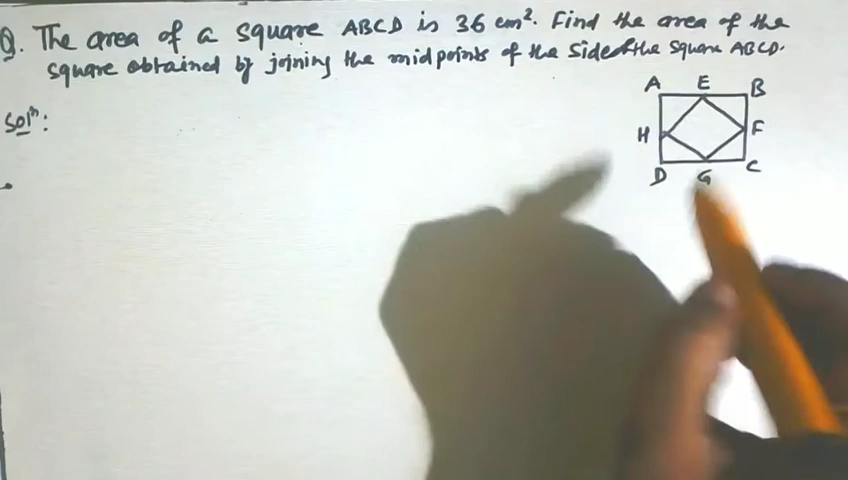 Q. The area of a square ABCD is 36 cm². Find the area of the
square obtained by joining the midpoints of the side of the square ABCD.
Solⁿ:
A E B
H F
D G C